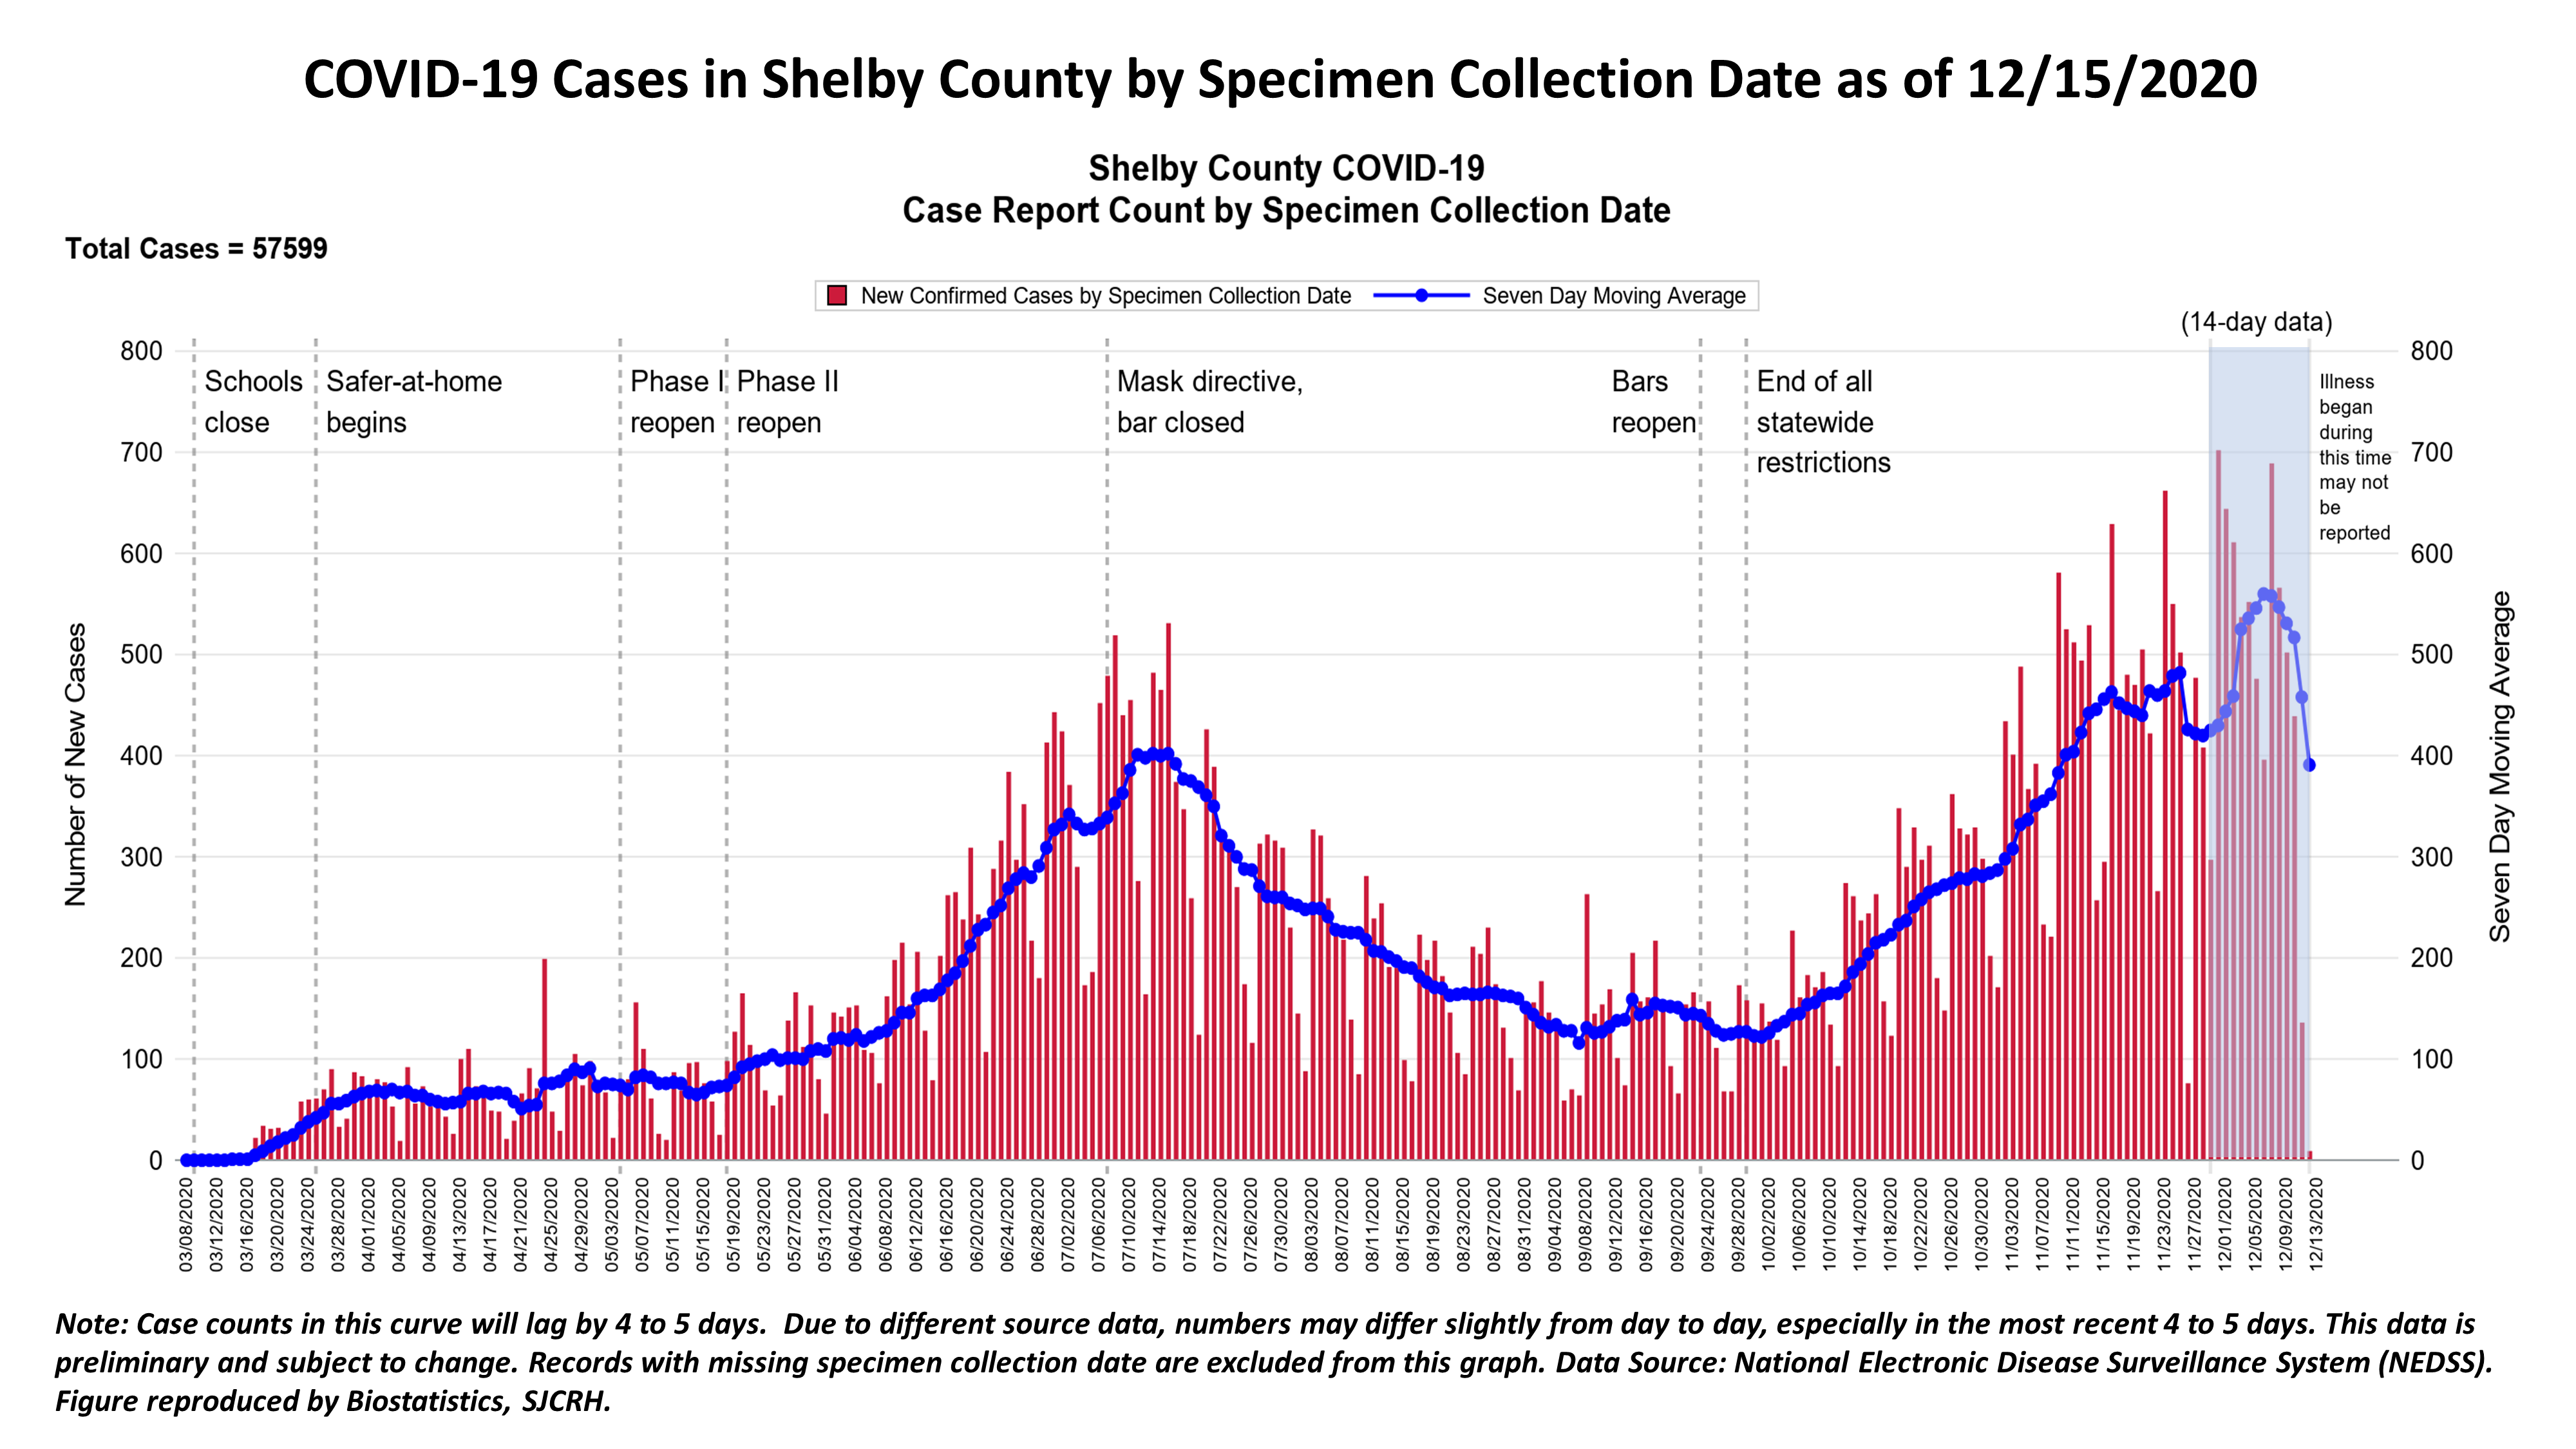 COVID-19 Cases in Shelby County by Specimen Collection Date as of 12/15/2020
Shelby County COVID-19
Case Report Count by Specimen Collection Date
Total Cases = 57599
New Confirmed Cases by Specimen Collection Date
Seven Day Moving Average
(14-day data)
Schools
close
Safer-at-home
begins
Phase I
reopen
Phase II
reopen
Mask directive,
bar closed
Bars
reopen
End of all
statewide
restrictions
Illness
began
during
this time
may not
be
reported
Number of New Cases
800
700
600
500
400
300
200
100
0
800
700
600
500
400
300
200
100
0
Seven Day Moving Average
03/08/2020
03/12/2020
03/16/2020
03/20/2020
03/24/2020
03/28/2020
04/01/2020
04/05/2020
04/09/2020
04/13/2020
04/17/2020
04/21/2020
04/25/2020
04/29/2020
05/03/2020
05/07/2020
05/11/2020
05/15/2020
05/19/2020
05/23/2020
05/27/2020
05/31/2020
06/04/2020
06/08/2020
06/12/2020
06/16/2020
06/20/2020
06/24/2020
06/28/2020
07/02/2020
07/06/2020
07/10/2020
07/14/2020
07/18/2020
07/22/2020
07/26/2020
07/30/2020
08/03/2020
08/07/2020
08/11/2020
08/15/2020
08/19/2020
08/23/2020
08/27/2020
08/31/2020
09/04/2020
09/08/2020
09/12/2020
09/16/2020
09/20/2020
09/24/2020
09/28/2020
10/02/2020
10/06/2020
10/10/2020
10/14/2020
10/18/2020
10/22/2020
10/26/2020
10/30/2020
11/03/2020
11/07/2020
11/11/2020
11/15/2020
11/19/2020
11/23/2020
11/27/2020
12/01/2020
12/05/2020
12/09/2020
12/13/2020
Note: Case counts in this curve will lag by 4 to 5 days.  Due to different source data, numbers may differ slightly from day to day, especially in the most recent 4 to 5 days. This data is
preliminary and subject to change. Records with missing specimen collection date are excluded from this graph. Data Source: National Electronic Disease Surveillance System (NEDSS).
Figure reproduced by Biostatistics, SJCRH.